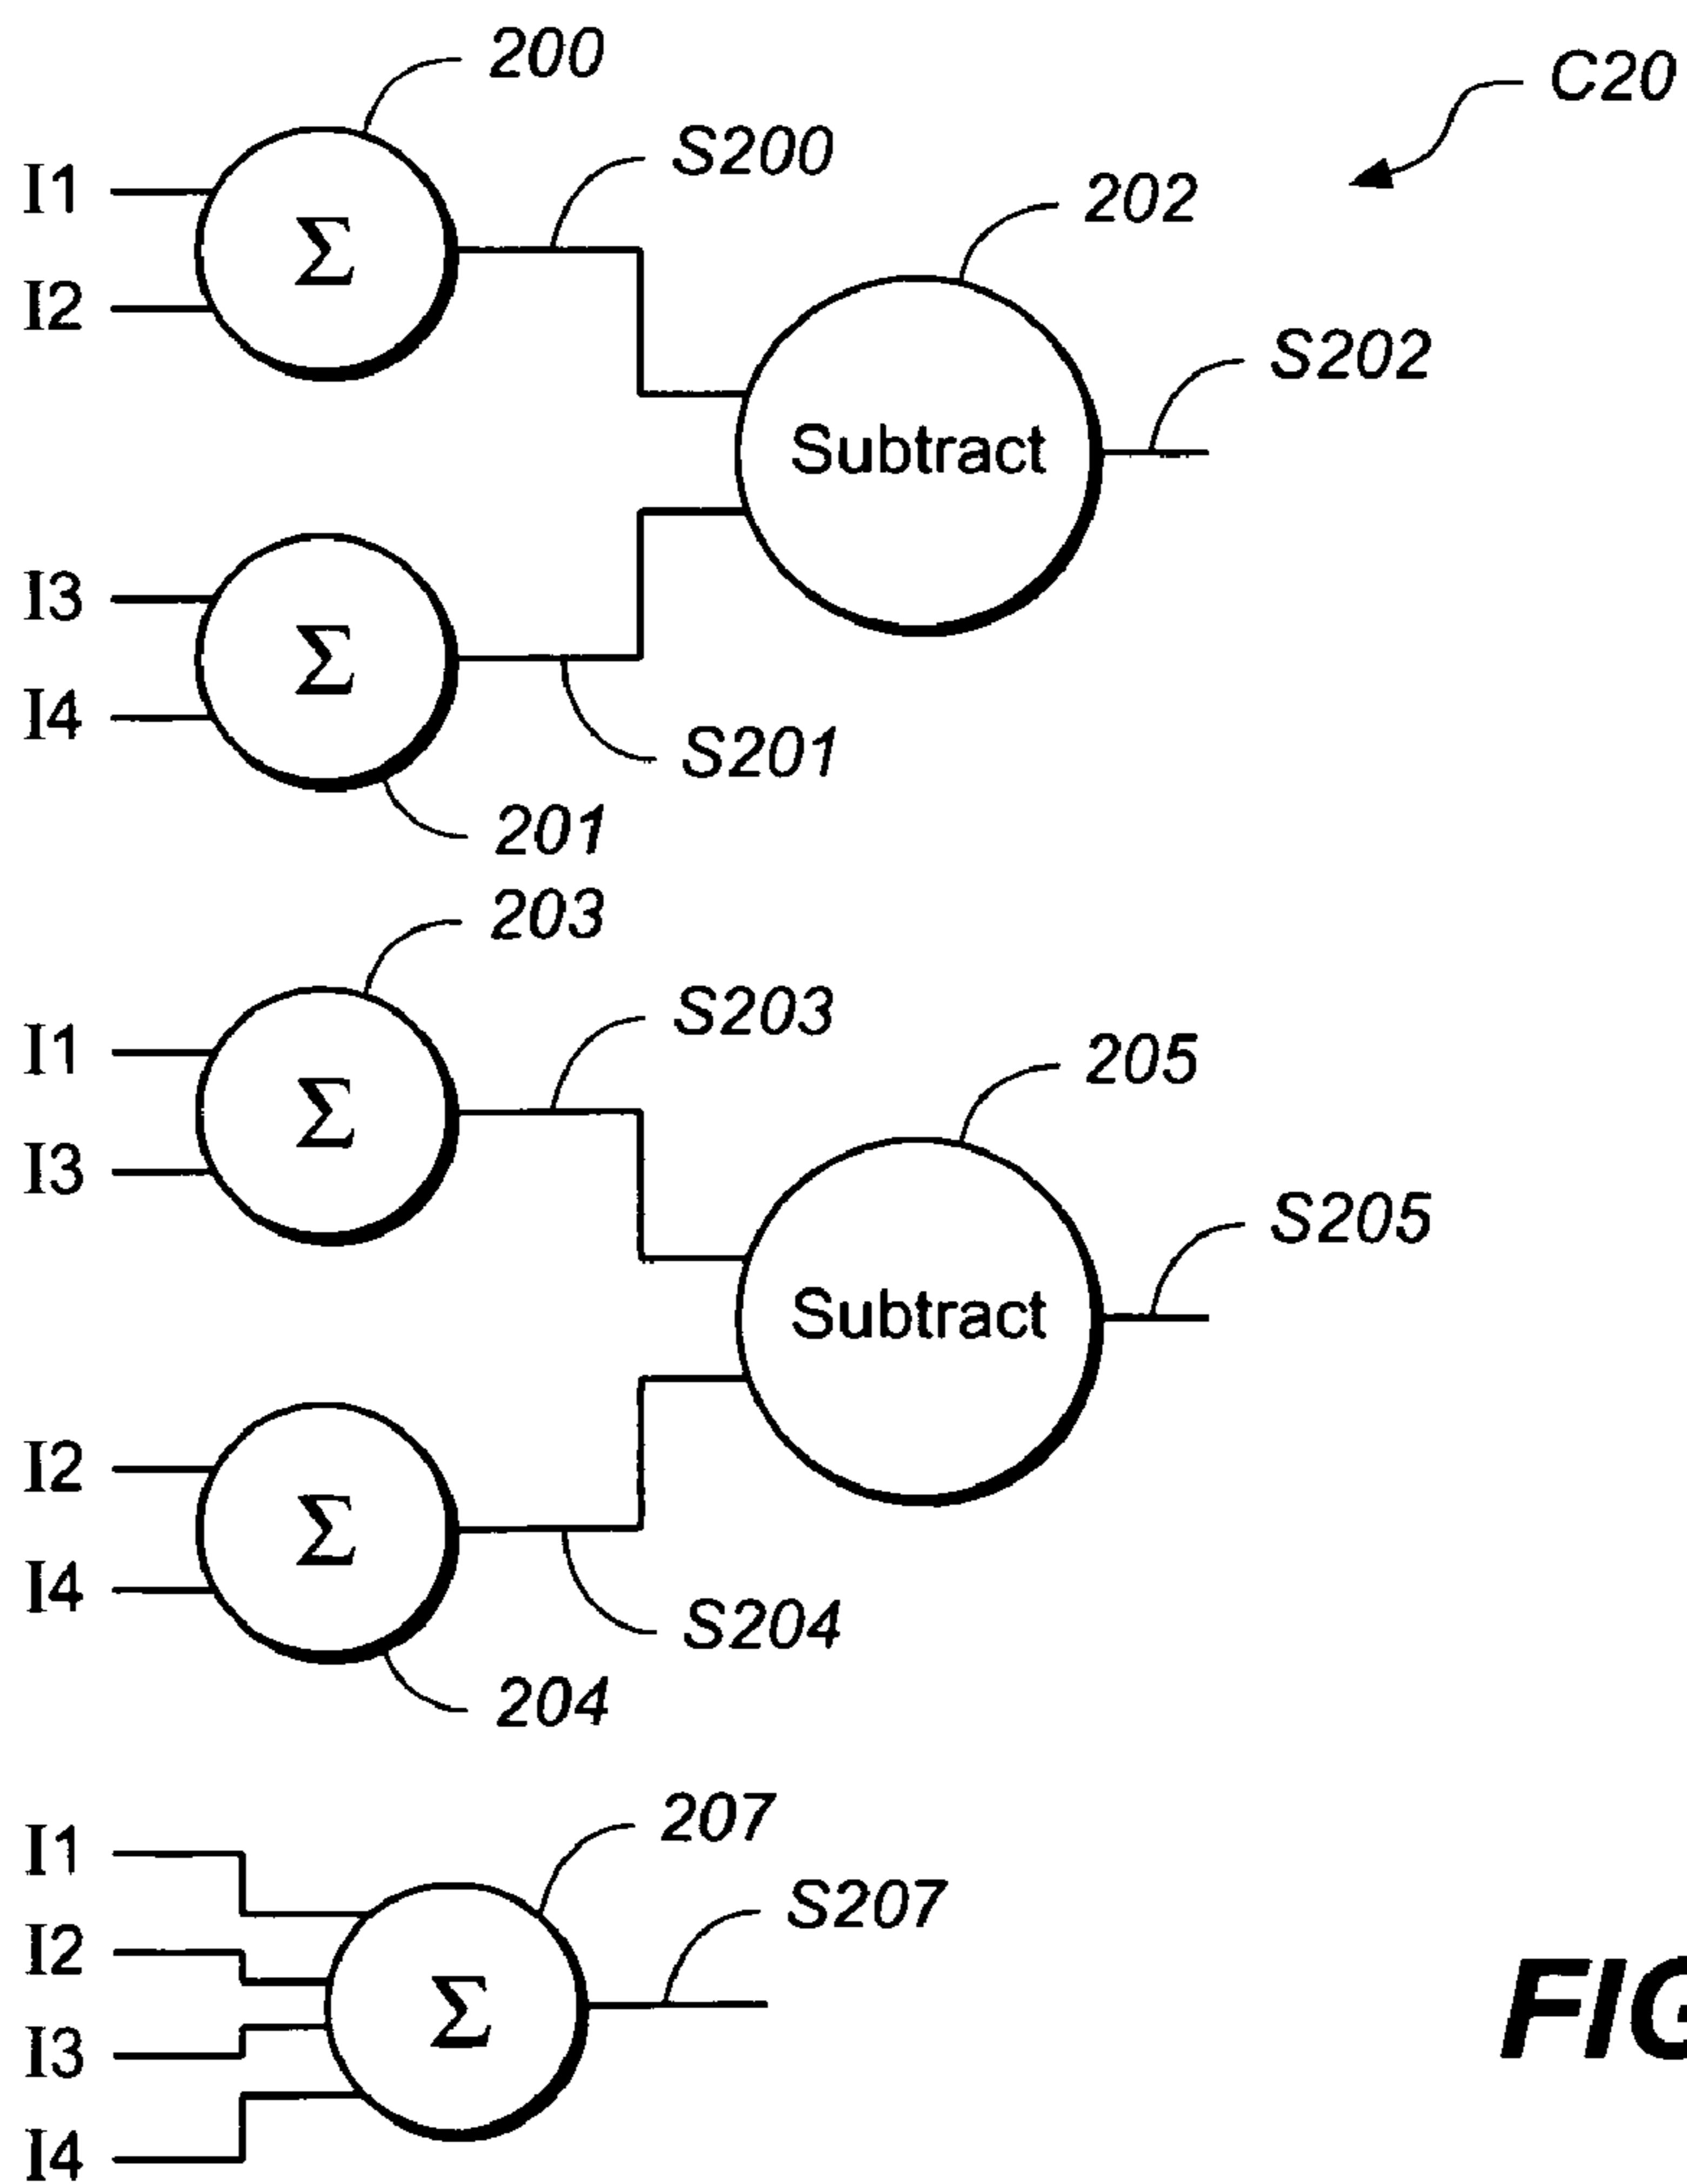 200
C20
I1
S200
202
Σ
I2
S202
Subtract
I3
Σ
I4
S201
201
203
I1
S203
205
Σ
I3
S205
Subtract
I2
Σ
I4
S204
204
207
I1
S207
I2
Σ
I3
I4